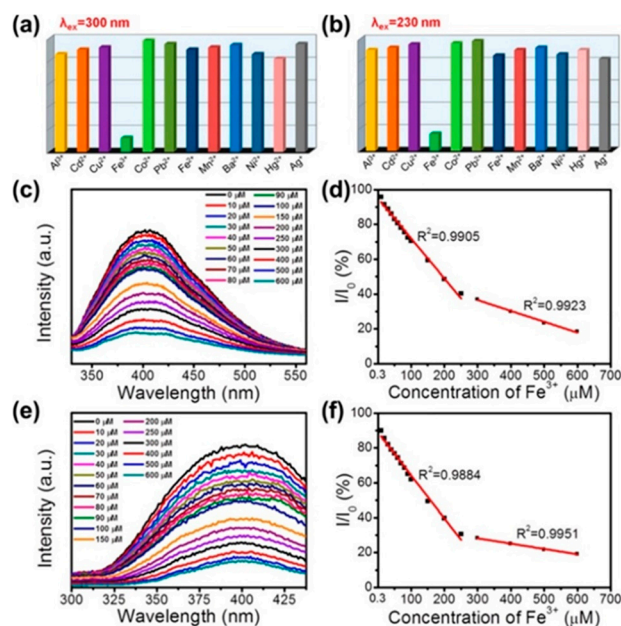 (a)
λex=300 nm
Al³⁺ Cd²⁺ Cu²⁺ Fe³⁺ Co²⁺ Pb²⁺ Fe²⁺ Mn²⁺ Ba²⁺ Ni²⁺ Hg²⁺ Ag⁺
(b)
λex=230 nm
Al³⁺ Cd²⁺ Cu²⁺ Fe³⁺ Co²⁺ Pb²⁺ Fe²⁺ Mn²⁺ Ba²⁺ Ni²⁺ Hg²⁺ Ag⁺
(c)
Intensity (a.u.)
0 μM 90 μM
10 μM 100 μM
20 μM 150 μM
30 μM 200 μM
40 μM 250 μM
50 μM 300 μM
60 μM 400 μM
70 μM 500 μM
80 μM 600 μM
350 400 450 500 550
Wavelength (nm)
(d)
I/I₀ (%)
100
80
60
40
20
0
R²=0.9905
R²=0.9923
0.3 100 200 300 400 500 600 700
Concentration of Fe³⁺ (μM)
(e)
Intensity (a.u.)
0 μM 200 μM
10 μM 250 μM
20 μM 300 μM
30 μM 400 μM
40 μM 500 μM
50 μM 600 μM
60 μM
70 μM
80 μM
90 μM
100 μM
150 μM
300 325 350 375 400 425
Wavelength (nm)
(f)
I/I₀ (%)
100
80
60
40
20
0
R²=0.9884
R²=0.9951
0.3 100 200 300 400 500 600 700
Concentration of Fe³⁺ (μM)